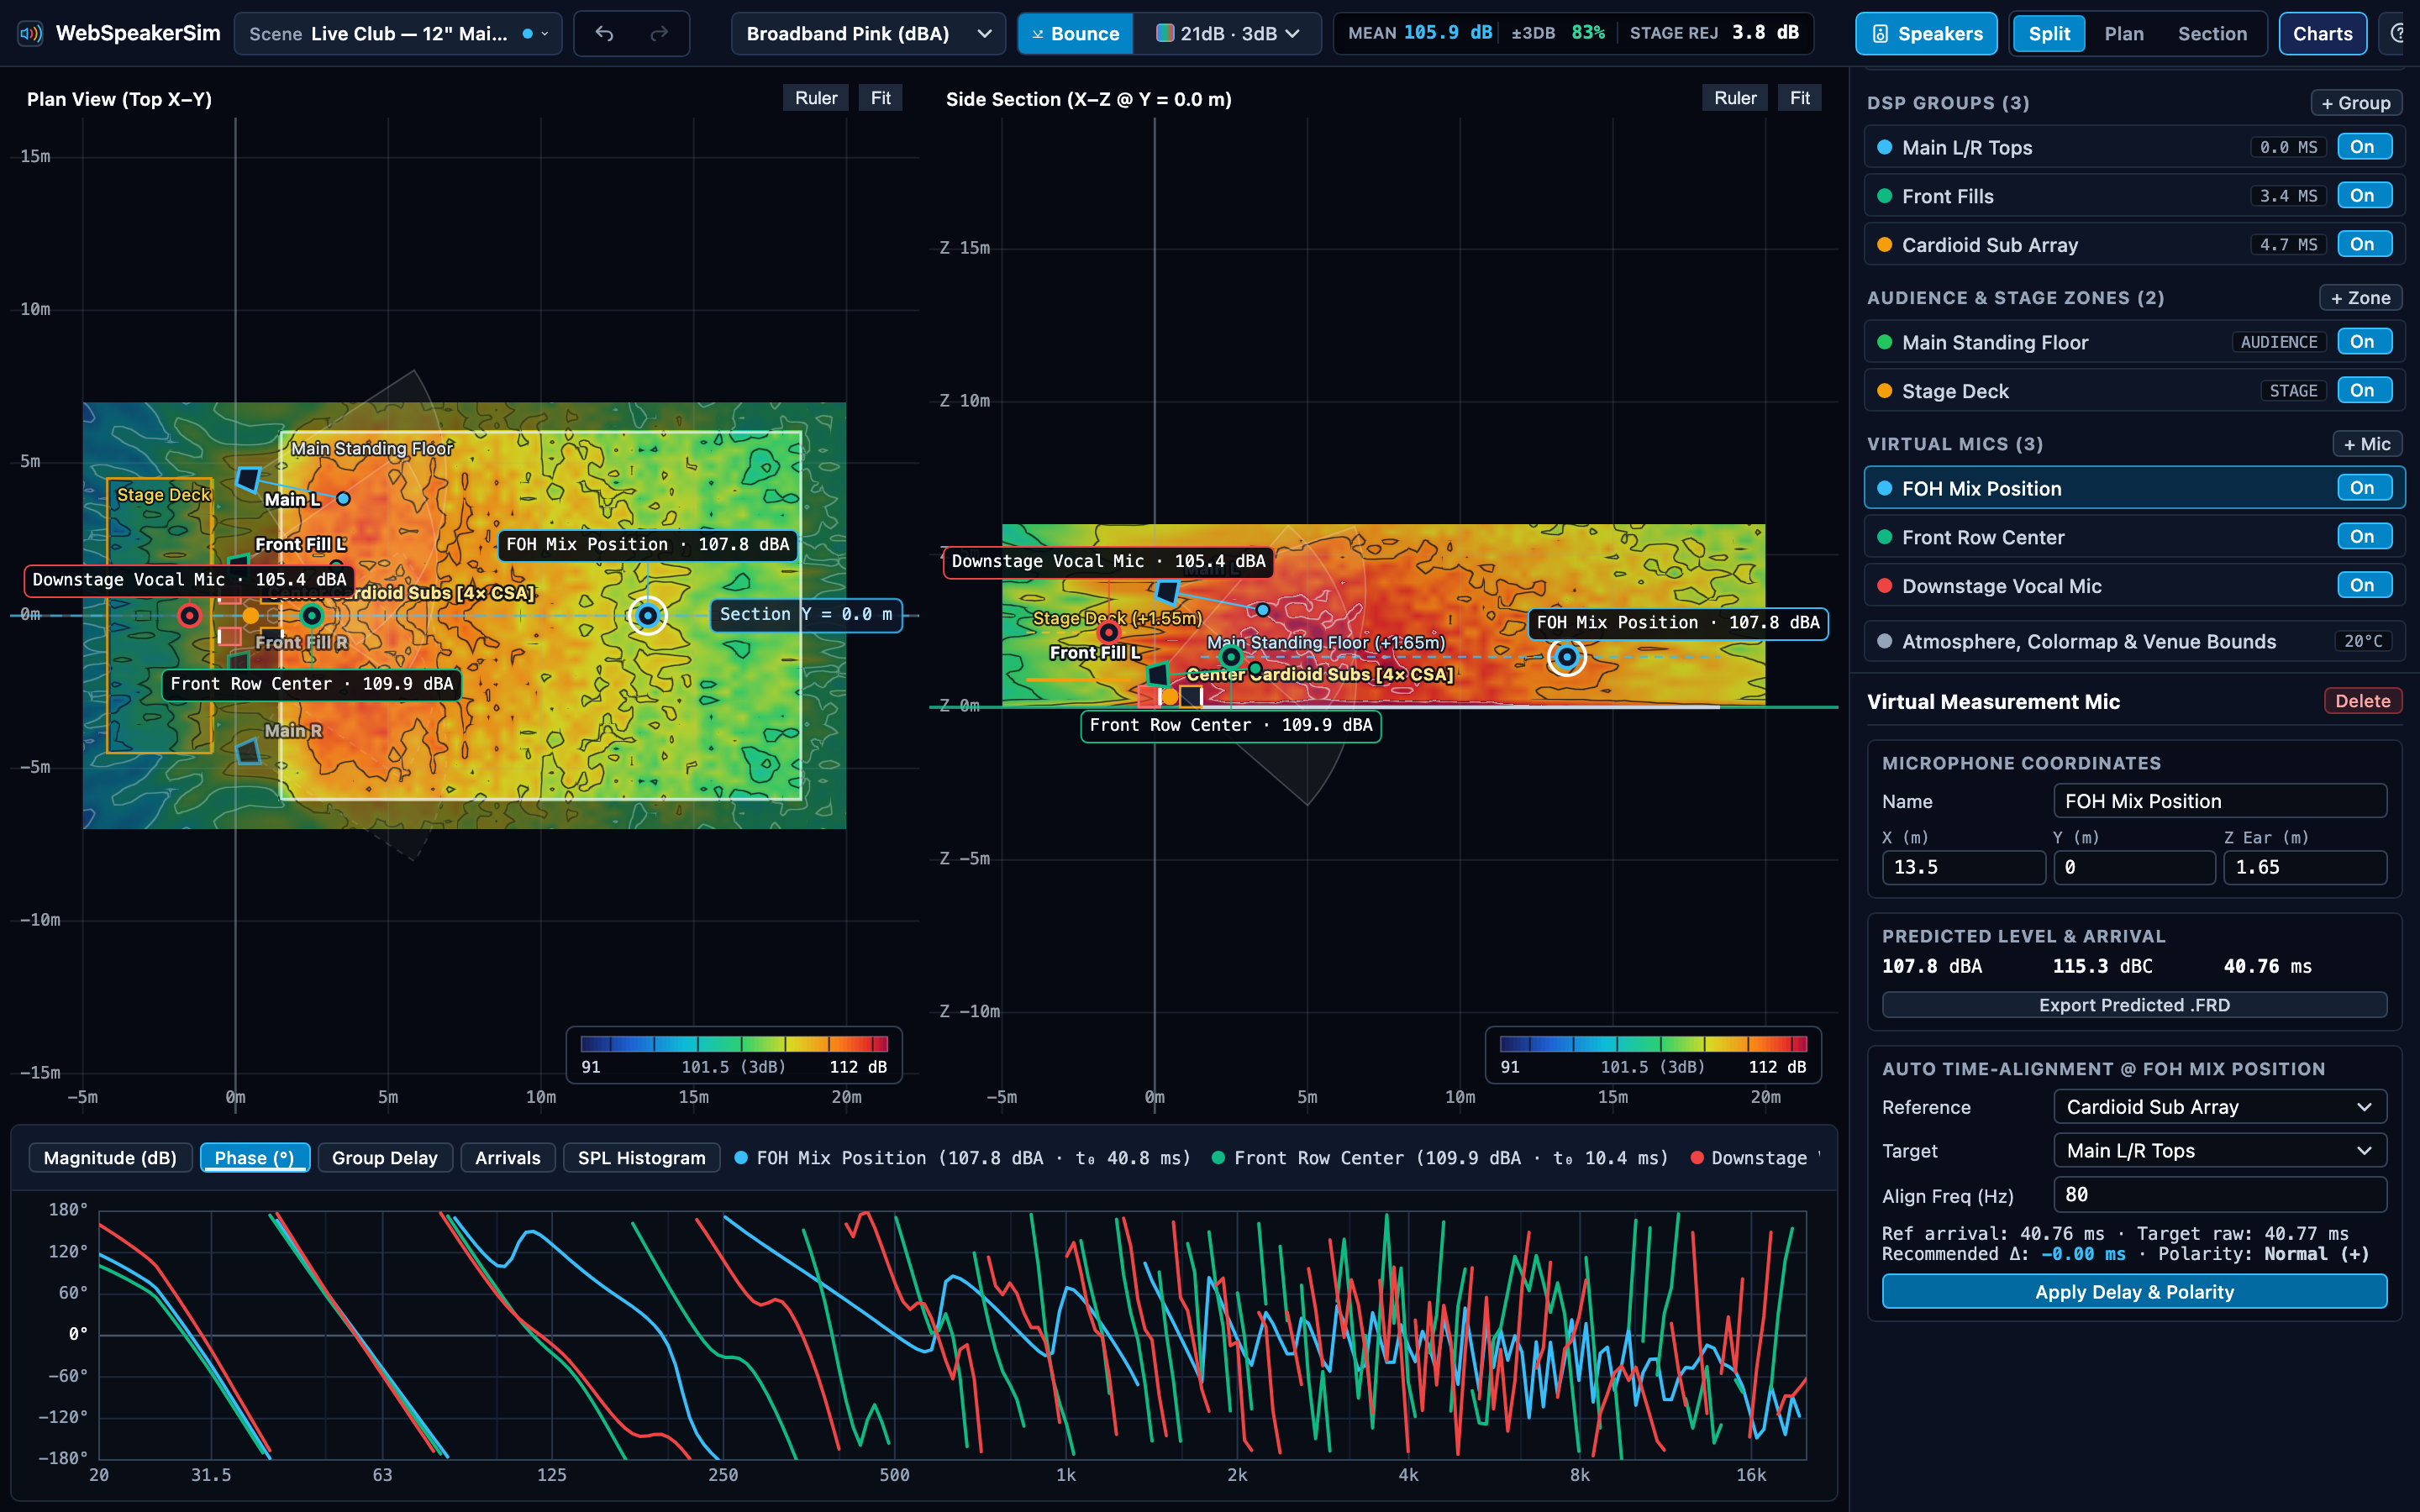 WebSpeakerSim
Scene Live Club — 12" Mai...
Broadband Pink (dBA)
Bounce
21dB · 3dB
MEAN 105.9 dB ±3DB 83% STAGE REJ 3.8 dB
Speakers
Split Plan Section
Charts
Plan View (Top X–Y)
Ruler Fit
15m
10m
5m
0m
−5m
−10m
−15m
Main Standing Floor
Stage Deck
Main L
Front Fill L
FOH Mix Position · 107.8 dBA
Downstage Vocal Mic · 105.4 dBA
Center Cardioid Subs [4× CSA]
Section Y = 0.0 m
Front Fill R
Front Row Center · 109.9 dBA
Main R
91 101.5 (3dB) 112 dB
−5m 0m 5m 10m 15m 20m
Side Section (X–Z @ Y = 0.0 m)
Ruler Fit
Z 15m
Z 10m
Z 0m
Z −5m
Z −10m
Downstage Vocal Mic · 105.4 dBA
Stage Deck (+1.55m)
FOH Mix Position · 107.8 dBA
Main Standing Floor (+1.65m)
Front Fill L
Center Cardioid Subs [4× CSA]
Front Row Center · 109.9 dBA
91 101.5 (3dB) 112 dB
−5m 0m 5m 10m 15m 20m
Magnitude (dB) Phase (°) Group Delay Arrivals SPL Histogram
FOH Mix Position (107.8 dBA · t₀ 40.8 ms) Front Row Center (109.9 dBA · t₀ 10.4 ms) Downstage
180°
120°
60°
0°
−60°
−120°
−180°
20 31.5 63 125 250 500 1k 2k 4k 8k 16k
DSP GROUPS (3) + Group
Main L/R Tops 0.0 MS On
Front Fills 3.4 MS On
Cardioid Sub Array 4.7 MS On
AUDIENCE & STAGE ZONES (2) + Zone
Main Standing Floor AUDIENCE On
Stage Deck STAGE On
VIRTUAL MICS (3) + Mic
FOH Mix Position On
Front Row Center On
Downstage Vocal Mic On
Atmosphere, Colormap & Venue Bounds 20°C
Virtual Measurement Mic Delete
MICROPHONE COORDINATES
Name FOH Mix Position
X (m) Y (m) Z Ear (m)
13.5 0 1.65
PREDICTED LEVEL & ARRIVAL
107.8 dBA 115.3 dBC 40.76 ms
Export Predicted .FRD
AUTO TIME-ALIGNMENT @ FOH MIX POSITION
Reference Cardioid Sub Array
Target Main L/R Tops
Align Freq (Hz) 80
Ref arrival: 40.76 ms · Target raw: 40.77 ms
Recommended Δ: −0.00 ms · Polarity: Normal (+)
Apply Delay & Polarity